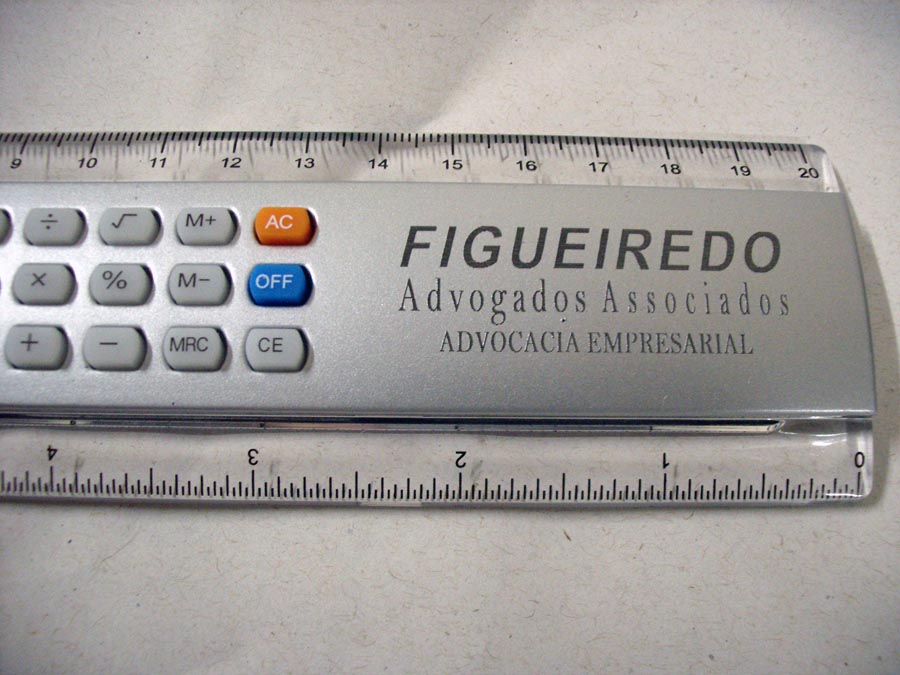 9 10 11 12 13 14 15 16 17 18 19 20
÷ √ M+ AC
× % M− OFF
+ − MRC CE
FIGUEIREDO
Advogados Associados
ADVOCACIA EMPRESARIAL
4 3 2 1 0